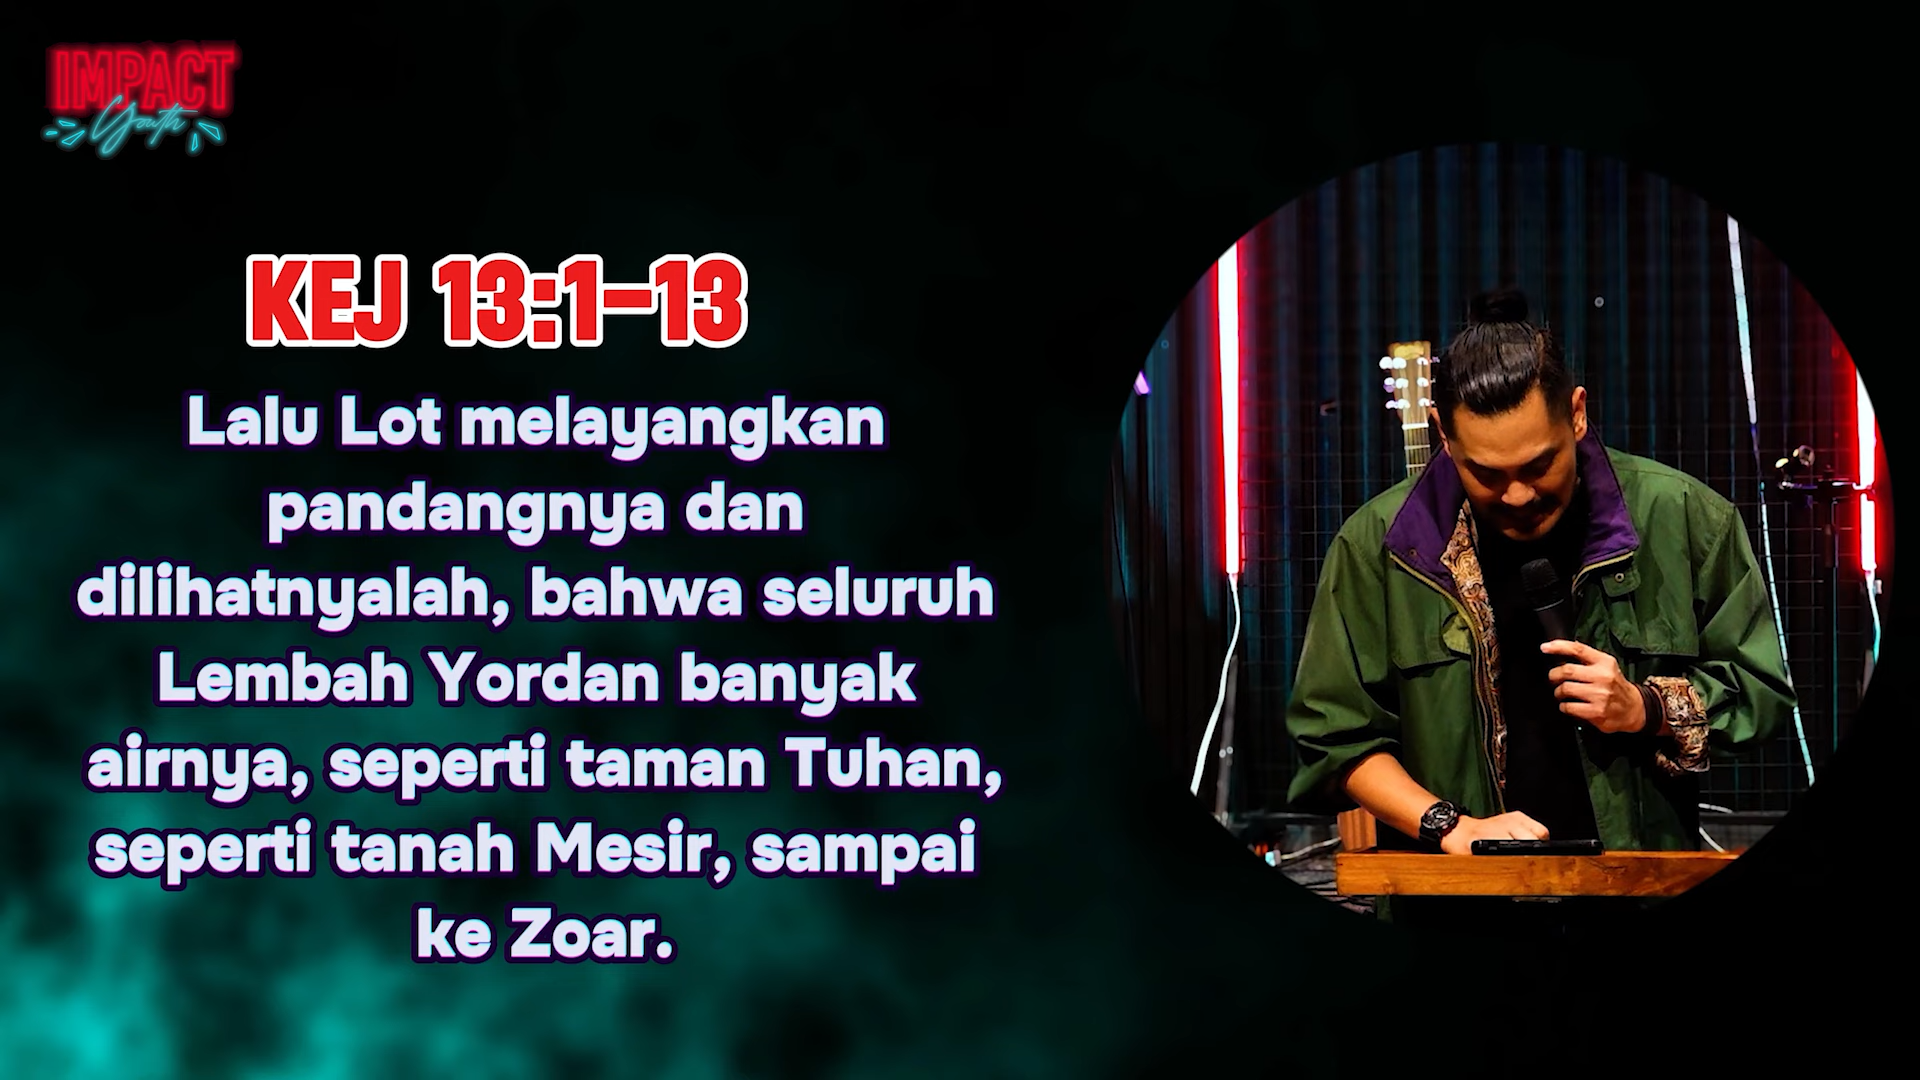 IMPACT
Youth
KEJ 13:1-13
Lalu Lot melayangkan
pandangnya dan
dilihatnyalah, bahwa seluruh
Lembah Yordan banyak
airnya, seperti taman Tuhan,
seperti tanah Mesir, sampai
ke Zoar.